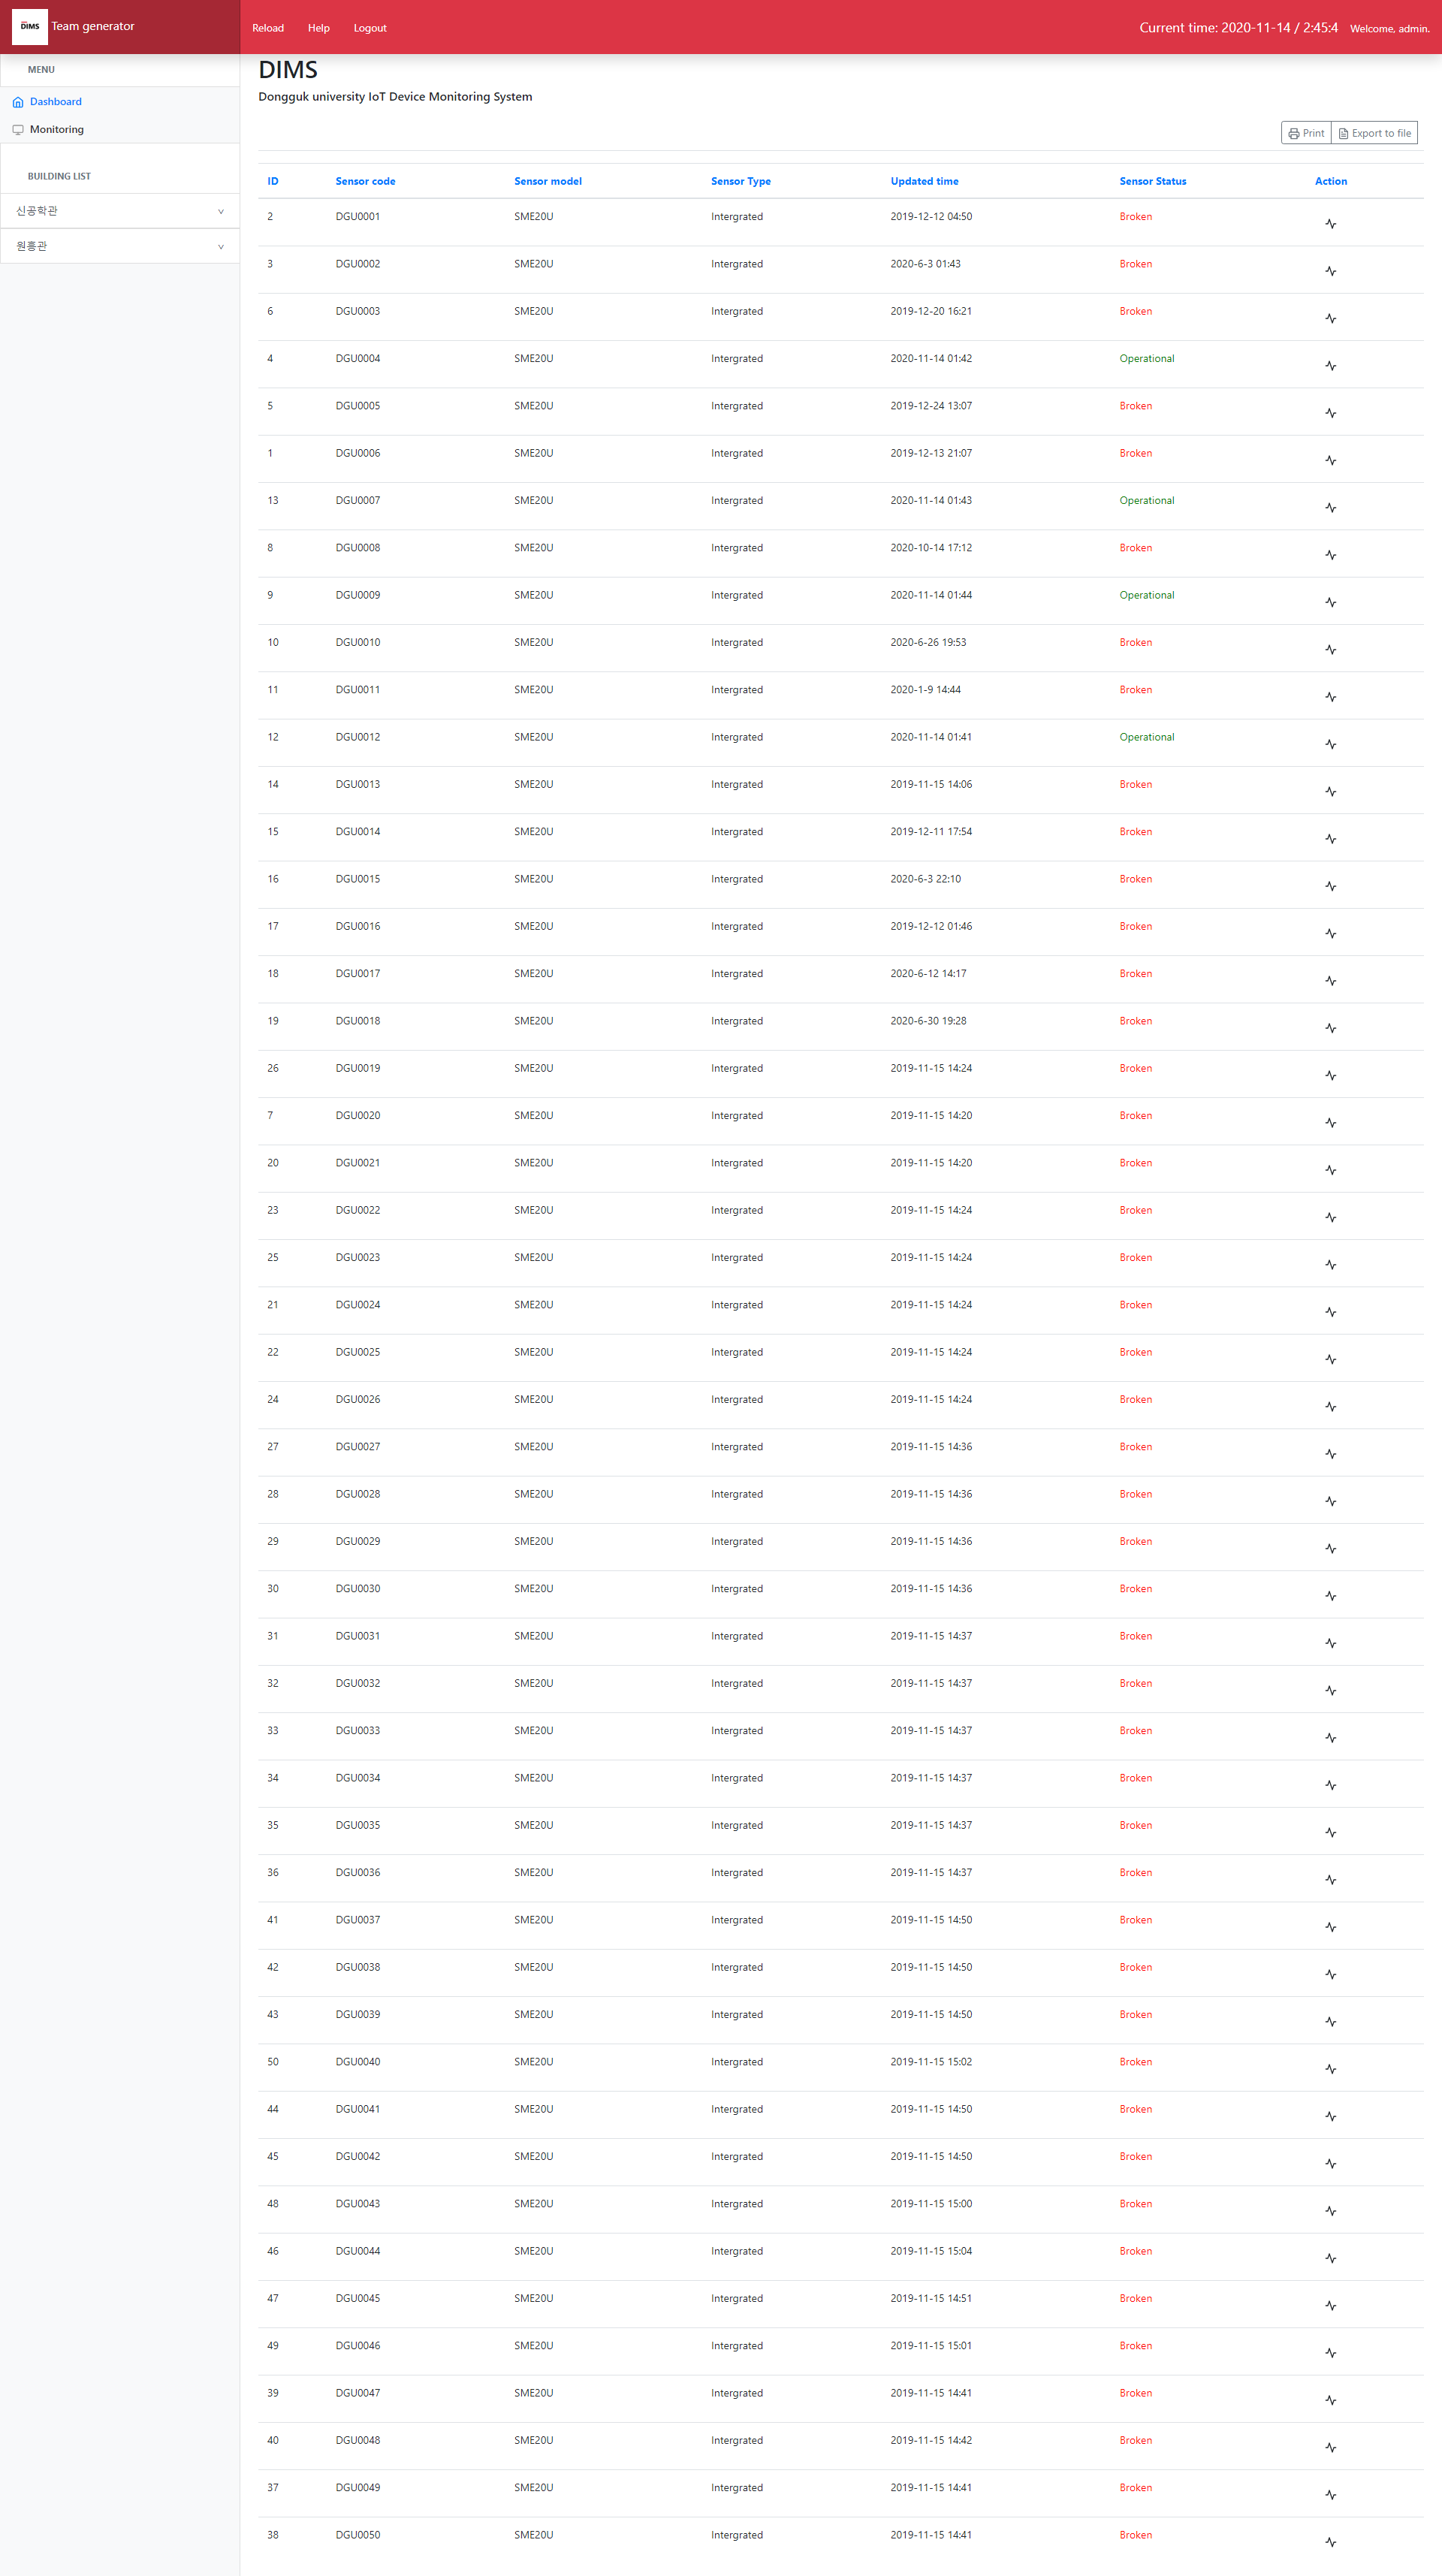 DIMS Team generator Reload Help Logout Current time: 2020-11-14 / 2:45:4 Welcome, admin.
MENU
Dashboard
Monitoring
BUILDING LIST
신공학관
원흥관
DIMS
Dongguk university IoT Device Monitoring System
Print Export to file
ID Sensor code Sensor model Sensor Type Updated time Sensor Status Action
2 DGU0001 SME20U Intergrated 2019-12-12 04:50 Broken
3 DGU0002 SME20U Intergrated 2020-6-3 01:43 Broken
6 DGU0003 SME20U Intergrated 2019-12-20 16:21 Broken
4 DGU0004 SME20U Intergrated 2020-11-14 01:42 Operational
5 DGU0005 SME20U Intergrated 2019-12-24 13:07 Broken
1 DGU0006 SME20U Intergrated 2019-12-13 21:07 Broken
13 DGU0007 SME20U Intergrated 2020-11-14 01:43 Operational
8 DGU0008 SME20U Intergrated 2020-10-14 17:12 Broken
9 DGU0009 SME20U Intergrated 2020-11-14 01:44 Operational
10 DGU0010 SME20U Intergrated 2020-6-26 19:53 Broken
11 DGU0011 SME20U Intergrated 2020-1-9 14:44 Broken
12 DGU0012 SME20U Intergrated 2020-11-14 01:41 Operational
14 DGU0013 SME20U Intergrated 2019-11-15 14:06 Broken
15 DGU0014 SME20U Intergrated 2019-12-11 17:54 Broken
16 DGU0015 SME20U Intergrated 2020-6-3 22:10 Broken
17 DGU0016 SME20U Intergrated 2019-12-12 01:46 Broken
18 DGU0017 SME20U Intergrated 2020-6-12 14:17 Broken
19 DGU0018 SME20U Intergrated 2020-6-30 19:28 Broken
26 DGU0019 SME20U Intergrated 2019-11-15 14:24 Broken
7 DGU0020 SME20U Intergrated 2019-11-15 14:20 Broken
20 DGU0021 SME20U Intergrated 2019-11-15 14:20 Broken
23 DGU0022 SME20U Intergrated 2019-11-15 14:24 Broken
25 DGU0023 SME20U Intergrated 2019-11-15 14:24 Broken
21 DGU0024 SME20U Intergrated 2019-11-15 14:24 Broken
22 DGU0025 SME20U Intergrated 2019-11-15 14:24 Broken
24 DGU0026 SME20U Intergrated 2019-11-15 14:24 Broken
27 DGU0027 SME20U Intergrated 2019-11-15 14:36 Broken
28 DGU0028 SME20U Intergrated 2019-11-15 14:36 Broken
29 DGU0029 SME20U Intergrated 2019-11-15 14:36 Broken
30 DGU0030 SME20U Intergrated 2019-11-15 14:36 Broken
31 DGU0031 SME20U Intergrated 2019-11-15 14:37 Broken
32 DGU0032 SME20U Intergrated 2019-11-15 14:37 Broken
33 DGU0033 SME20U Intergrated 2019-11-15 14:37 Broken
34 DGU0034 SME20U Intergrated 2019-11-15 14:37 Broken
35 DGU0035 SME20U Intergrated 2019-11-15 14:37 Broken
36 DGU0036 SME20U Intergrated 2019-11-15 14:37 Broken
41 DGU0037 SME20U Intergrated 2019-11-15 14:50 Broken
42 DGU0038 SME20U Intergrated 2019-11-15 14:50 Broken
43 DGU0039 SME20U Intergrated 2019-11-15 14:50 Broken
50 DGU0040 SME20U Intergrated 2019-11-15 15:02 Broken
44 DGU0041 SME20U Intergrated 2019-11-15 14:50 Broken
45 DGU0042 SME20U Intergrated 2019-11-15 14:50 Broken
48 DGU0043 SME20U Intergrated 2019-11-15 15:00 Broken
46 DGU0044 SME20U Intergrated 2019-11-15 15:04 Broken
47 DGU0045 SME20U Intergrated 2019-11-15 14:51 Broken
49 DGU0046 SME20U Intergrated 2019-11-15 15:01 Broken
39 DGU0047 SME20U Intergrated 2019-11-15 14:41 Broken
40 DGU0048 SME20U Intergrated 2019-11-15 14:42 Broken
37 DGU0049 SME20U Intergrated 2019-11-15 14:41 Broken
38 DGU0050 SME20U Intergrated 2019-11-15 14:41 Broken